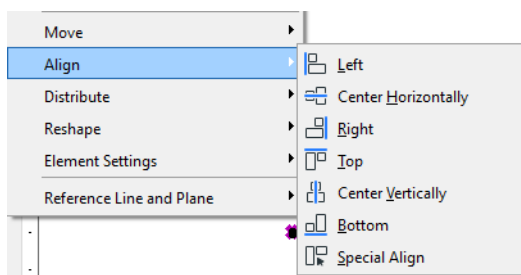 Move
Align
Distribute
Reshape
Element Settings
Reference Line and Plane
Left
Center Horizontally
Right
Top
Center Vertically
Bottom
Special Align